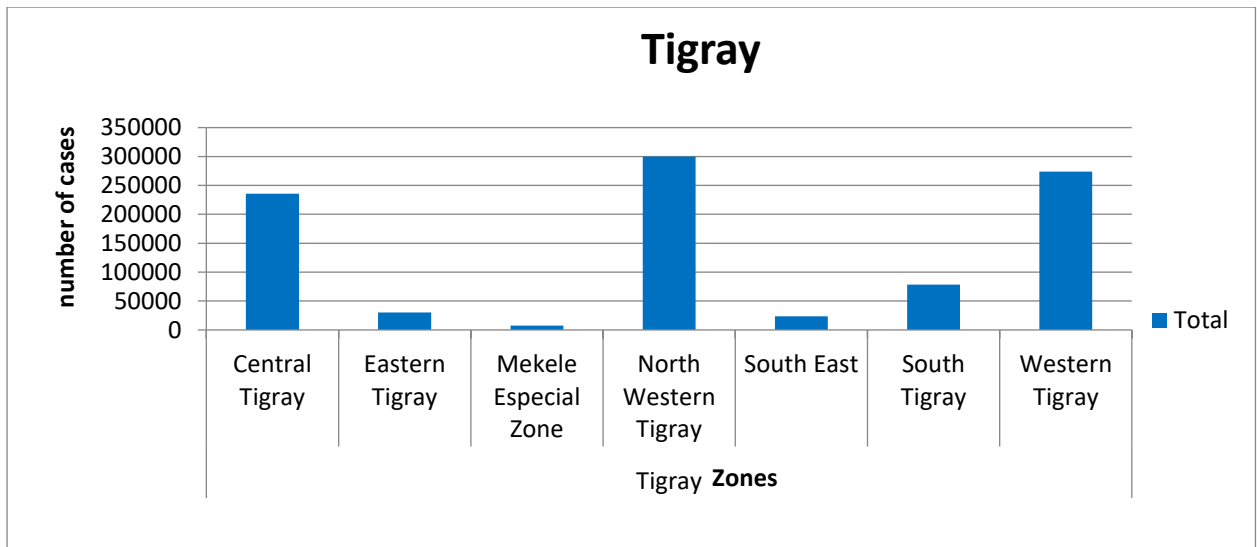 Tigray
number of cases
350000
300000
250000
200000
150000
100000
50000
0
Central
Tigray
Eastern
Tigray
Mekele
Especial
Zone
North
Western
Tigray
South East
South
Tigray
Western
Tigray
Tigray Zones
Total